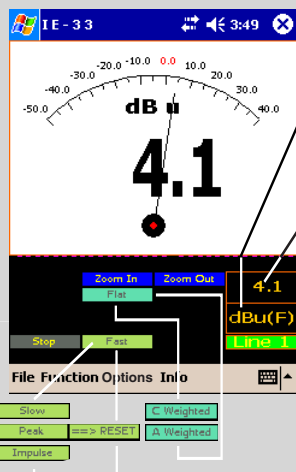 IE-33 3:49
-50.0 -40.0 -30.0 -20.0 -10.0 0.0 10.0 20.0 30.0 40.0
dB u
4.1
Zoom In Zoom Out
Flat
4.1
dBu(F)
Stop Fast Line 1
File Function Options Info
Slow C Weighted
Peak ==> RESET A Weighted
Impulse